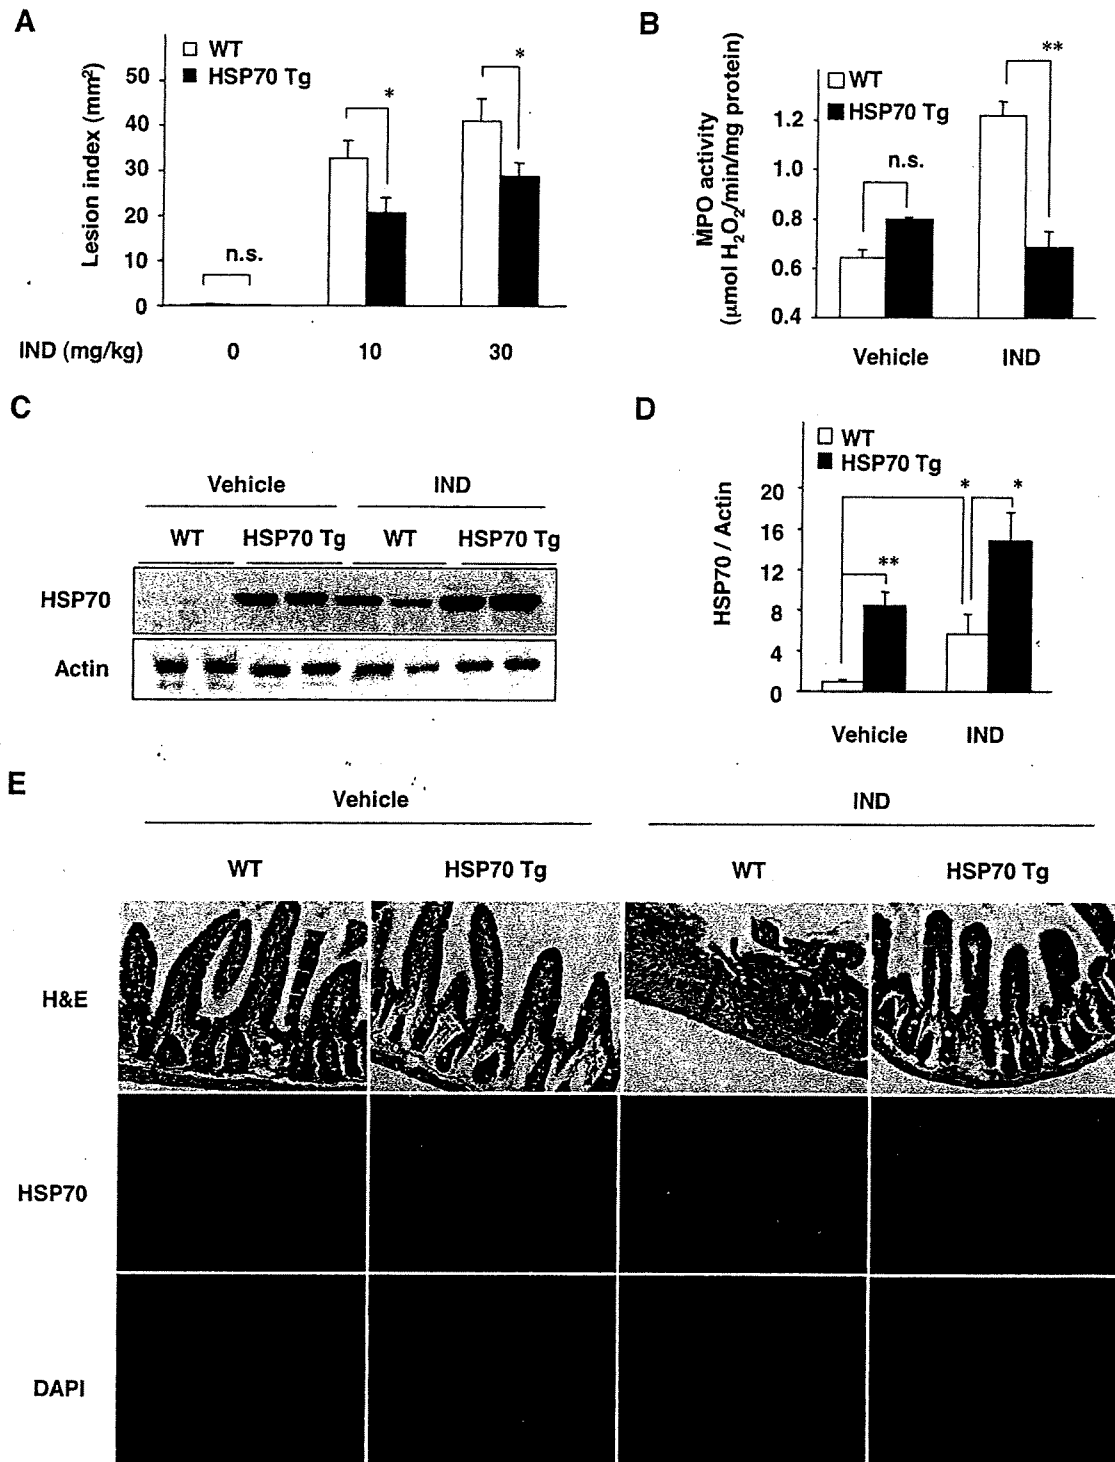 A
WT
HSP70 Tg
Lesion index (mm²)
50
40
30
20
10
0
n.s.
*
*
IND (mg/kg)
0
10
30
B
WT
HSP70 Tg
MPO activity
(μmol H₂O₂/min/mg protein)
1.2
1.0
0.8
0.6
0.4
n.s.
**
Vehicle
IND
C
Vehicle
IND
WT
HSP70 Tg
WT
HSP70 Tg
HSP70
Actin
D
WT
HSP70 Tg
HSP70 / Actin
20
16
12
8
4
0
**
*
*
Vehicle
IND
E
Vehicle
IND
WT
HSP70 Tg
WT
HSP70 Tg
H&E
HSP70
DAPI